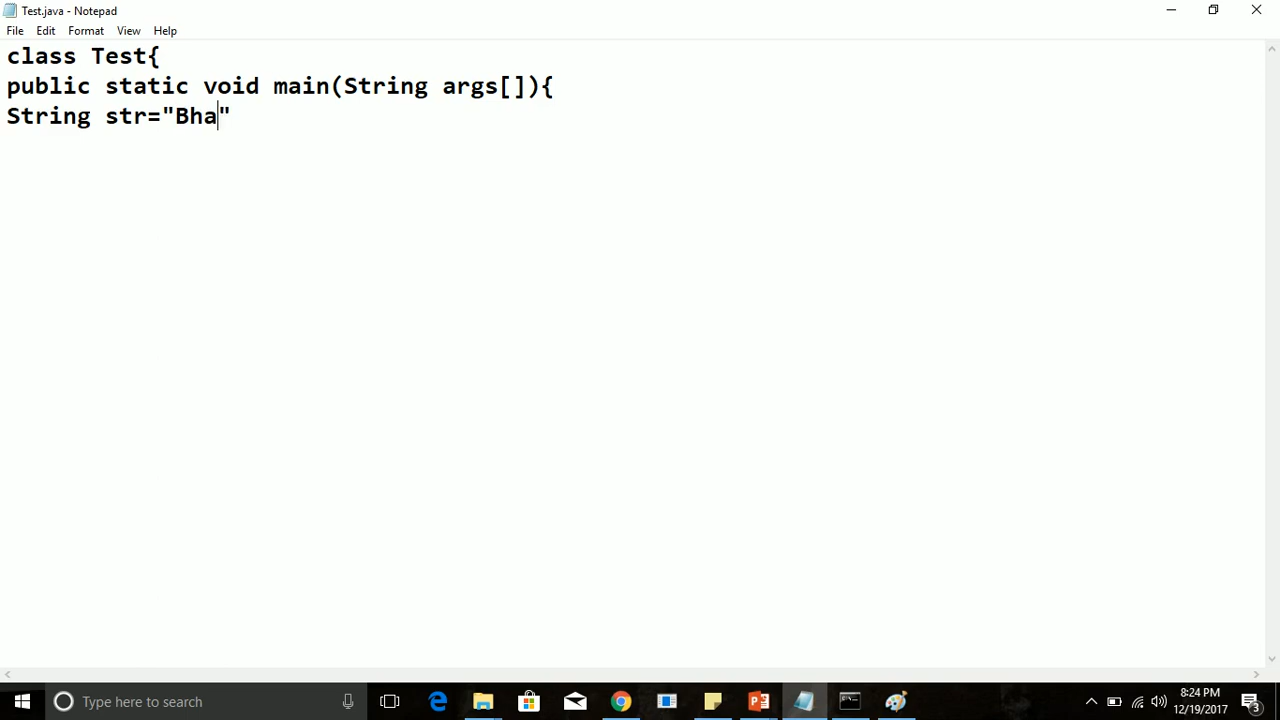 Test.java - Notepad
File Edit Format View Help
class Test{
public static void main(String args[]){
String str="Bha"
Type here to search
8:24 PM
12/19/2017
3